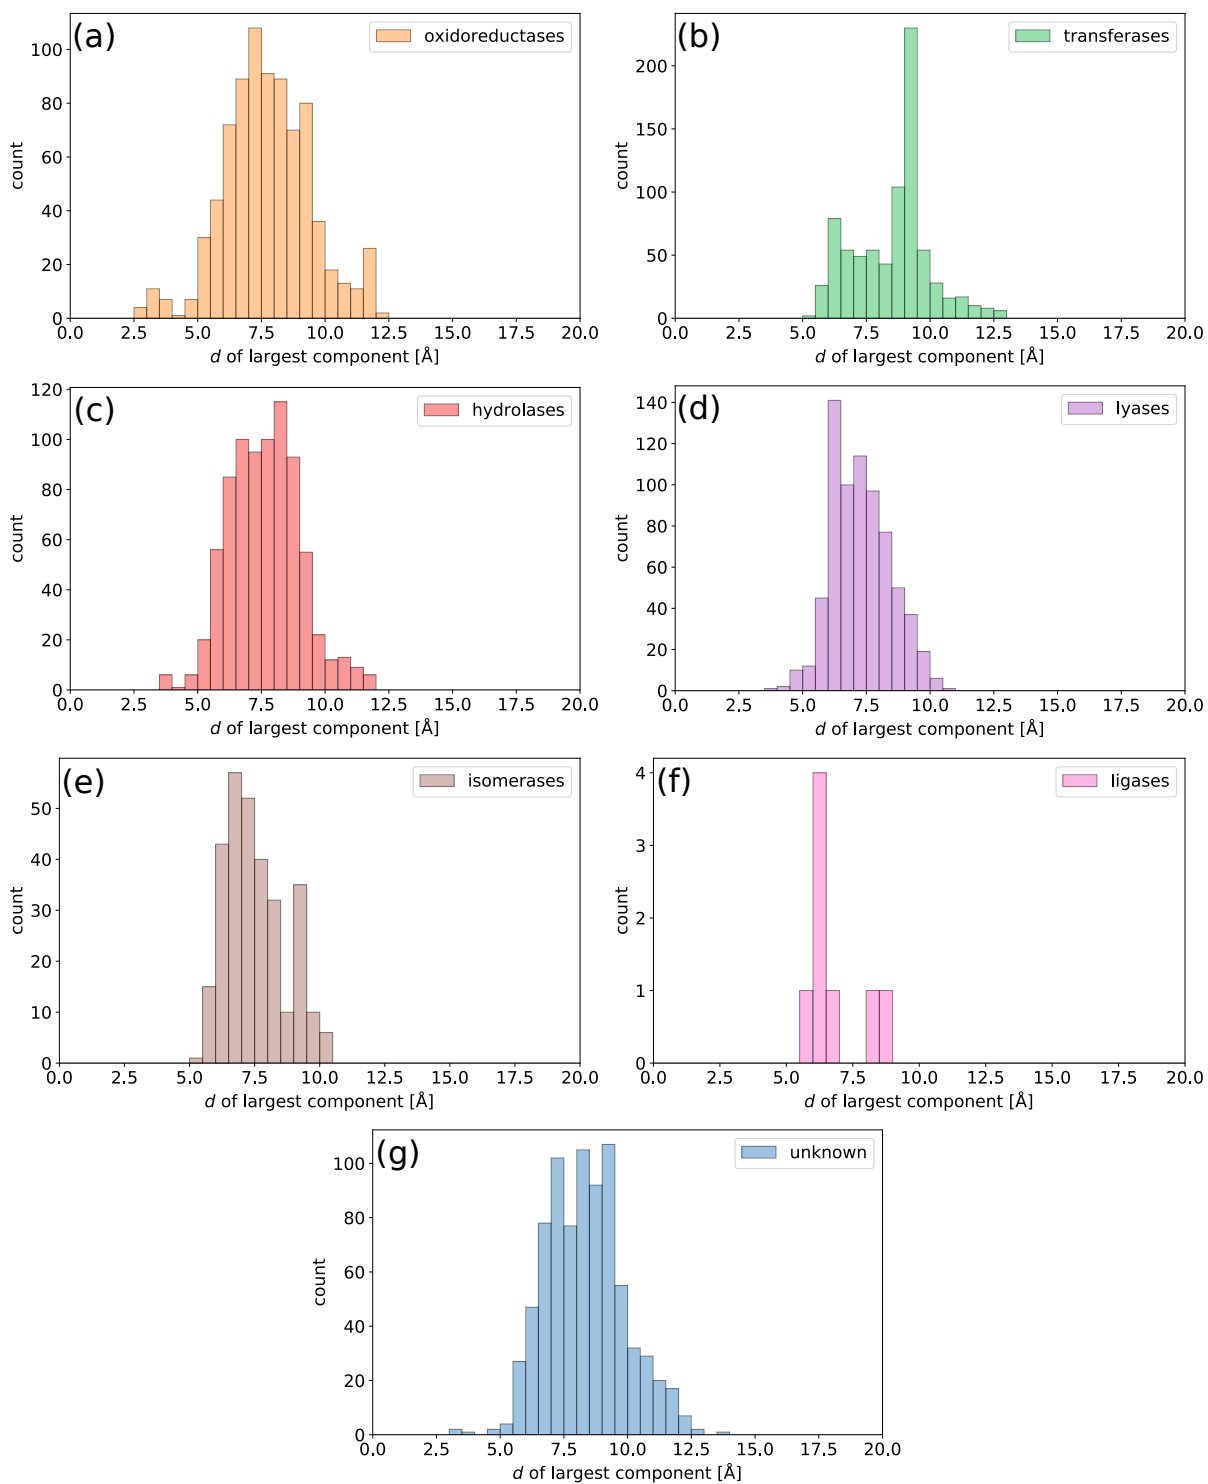 (a)
oxidoreductases
100
80
60
40
20
0
count
0.0 2.5 5.0 7.5 10.0 12.5 15.0 17.5 20.0
d of largest component [Å]
(b)
transferases
200
150
100
50
0
count
0.0 2.5 5.0 7.5 10.0 12.5 15.0 17.5 20.0
d of largest component [Å]
(c)
hydrolases
120
100
80
60
40
20
0
count
0.0 2.5 5.0 7.5 10.0 12.5 15.0 17.5 20.0
d of largest component [Å]
(d)
lyases
140
120
100
80
60
40
20
0
count
0.0 2.5 5.0 7.5 10.0 12.5 15.0 17.5 20.0
d of largest component [Å]
(e)
isomerases
50
40
30
20
10
0
count
0.0 2.5 5.0 7.5 10.0 12.5 15.0 17.5 20.0
d of largest component [Å]
(f)
ligases
4
3
2
1
0
count
0.0 2.5 5.0 7.5 10.0 12.5 15.0 17.5 20.0
d of largest component [Å]
(g)
unknown
100
80
60
40
20
0
count
0.0 2.5 5.0 7.5 10.0 12.5 15.0 17.5 20.0
d of largest component [Å]